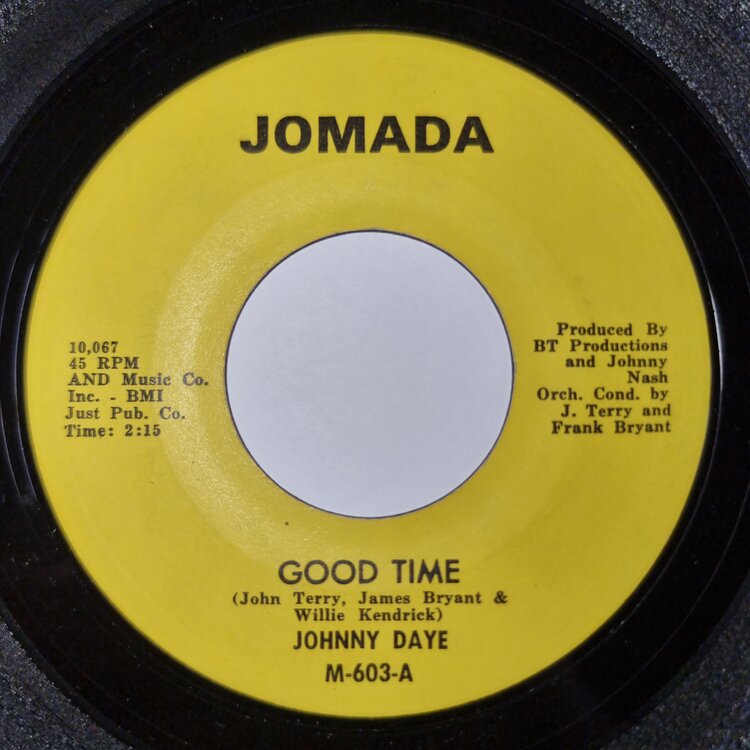 JOMADA
10,067
45 RPM
AND Music Co.
Inc. - BMI
Just Pub. Co.
Time: 2:15
Produced By
BT Productions
and Johnny
Nash
Orch. Cond. by
J. Terry and
Frank Bryant
GOOD TIME
(John Terry, James Bryant &
Willie Kendrick)
JOHNNY DAYE
M-603-A